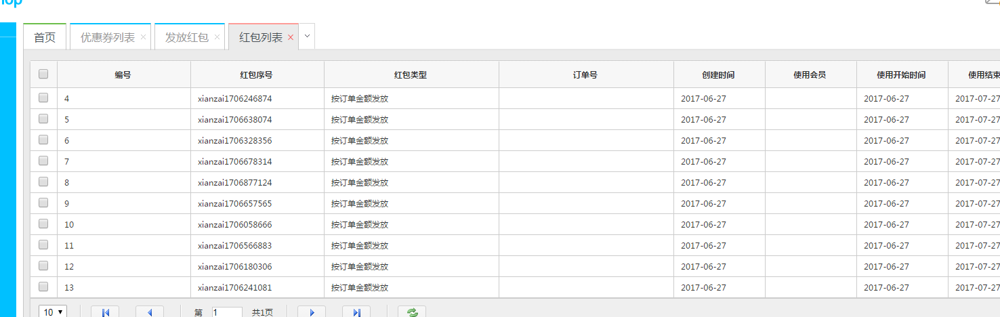 首页 优惠券列表 发放红包 红包列表
编号 红包序号 红包类型 订单号 创建时间 使用会员 使用开始时间 使用结束
4 xianzai1706246874 按订单金额发放 2017-06-27 2017-06-27 2017-07-27
5 xianzai1706638074 按订单金额发放 2017-06-27 2017-06-27 2017-07-27
6 xianzai1706328356 按订单金额发放 2017-06-27 2017-06-27 2017-07-27
7 xianzai1706678314 按订单金额发放 2017-06-27 2017-06-27 2017-07-27
8 xianzai1706877124 按订单金额发放 2017-06-27 2017-06-27 2017-07-27
9 xianzai1706657565 按订单金额发放 2017-06-27 2017-06-27 2017-07-27
10 xianzai1706058666 按订单金额发放 2017-06-27 2017-06-27 2017-07-27
11 xianzai1706566883 按订单金额发放 2017-06-27 2017-06-27 2017-07-27
12 xianzai1706180306 按订单金额发放 2017-06-27 2017-06-27 2017-07-27
13 xianzai1706241081 按订单金额发放 2017-06-27 2017-06-27 2017-07-27
10 第 1 共1页